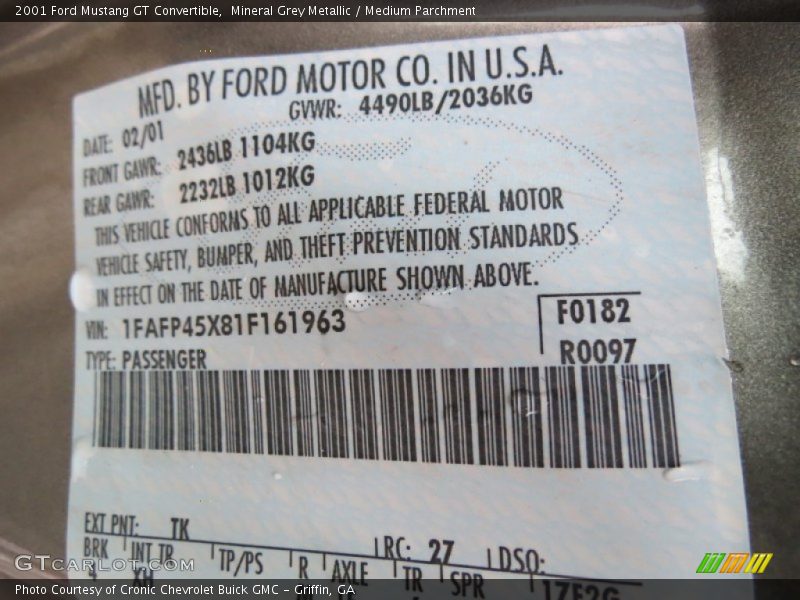 2001 Ford Mustang GT Convertible,  Mineral Grey Metallic / Medium Parchment
MFD. BY FORD MOTOR CO. IN U.S.A.
DATE: 02/01 GVWR: 4490LB/2036KG
FRONT GAWR: 2436LB 1104KG
REAR GAWR: 2232LB 1012KG
THIS VEHICLE CONFORMS TO ALL APPLICABLE FEDERAL MOTOR
VEHICLE SAFETY, BUMPER, AND THEFT PREVENTION STANDARDS
IN EFFECT ON THE DATE OF MANUFACTURE SHOWN ABOVE.
VIN: 1FAFP45X81F161963 F0182
TYPE: PASSENGER R0097
EXT PNT: TK RC: 27 DSO:
BRK INT TR TP/PS R AXLE TR SPR
4 XH
GTCarlot.com
Photo Courtesy of Cronic Chevrolet Buick GMC – Griffin, GA